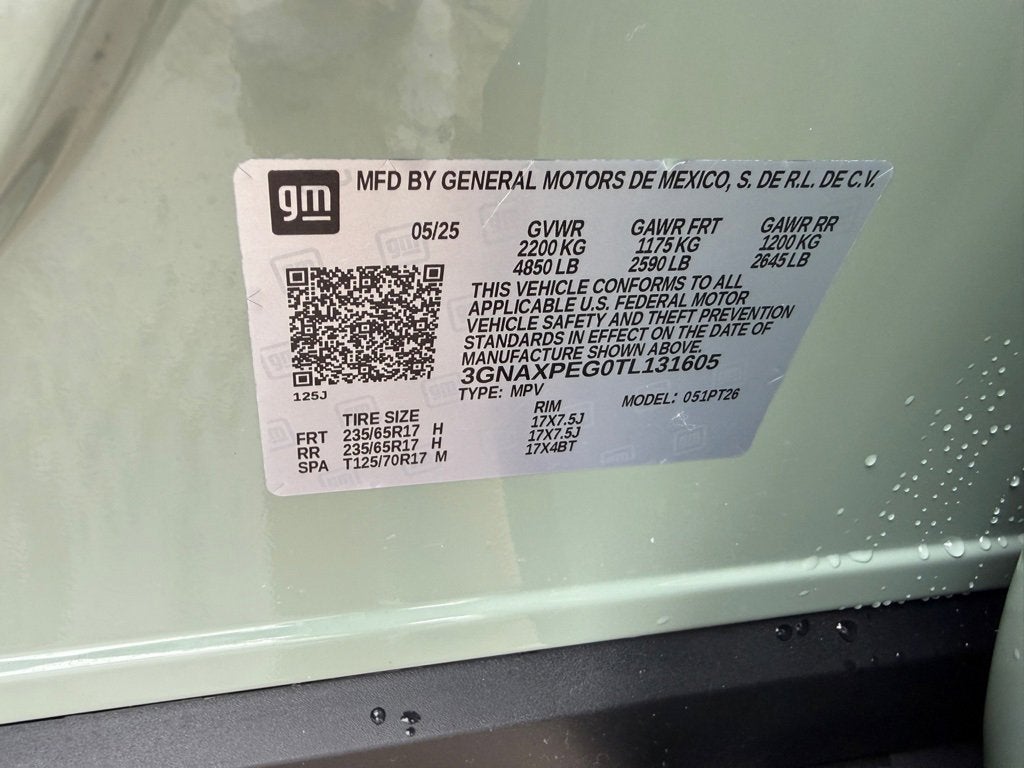 gm
MFD BY GENERAL MOTORS DE MEXICO, S. DE R.L. DE C.V.
05/25 GVWR GAWR FRT GAWR RR
2200 KG 1175 KG 1200 KG
4850 LB 2590 LB 2645 LB
THIS VEHICLE CONFORMS TO ALL
APPLICABLE U.S. FEDERAL MOTOR
VEHICLE SAFETY AND THEFT PREVENTION
STANDARDS IN EFFECT ON THE DATE OF
MANUFACTURE SHOWN ABOVE.
3GNAXPEG0TL131605
125J
TYPE: MPV MODEL: 051PT26
TIRE SIZE RIM
FRT 235/65R17 H 17X7.5J
RR 235/65R17 H 17X7.5J
SPA T125/70R17 M 17X4BT